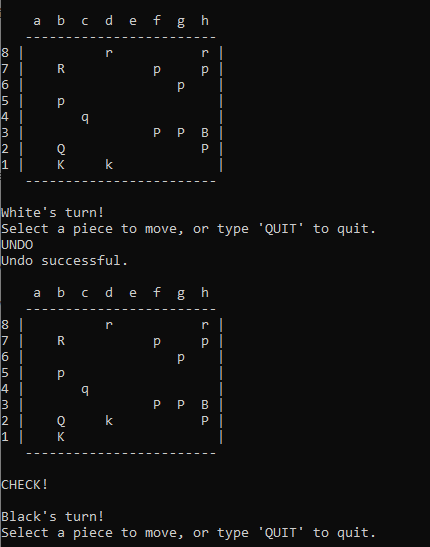 a  b  c  d  e  f  g  h
   ------------------------
8 |          r           r |
7 |    R           p     p |
6 |                   p    |
5 |    p                   |
4 |       q                |
3 |                P  P  B |
2 |    Q                 P |
1 |    K     k             |
   ------------------------

White's turn!
Select a piece to move, or type 'QUIT' to quit.
UNDO
Undo successful.

    a  b  c  d  e  f  g  h
   ------------------------
8 |          r           r |
7 |    R           p     p |
6 |                   p    |
5 |    p                   |
4 |       q                |
3 |                P  P  B |
2 |    Q     k           P |
1 |    K                   |
   ------------------------

CHECK!

Black's turn!
Select a piece to move, or type 'QUIT' to quit.